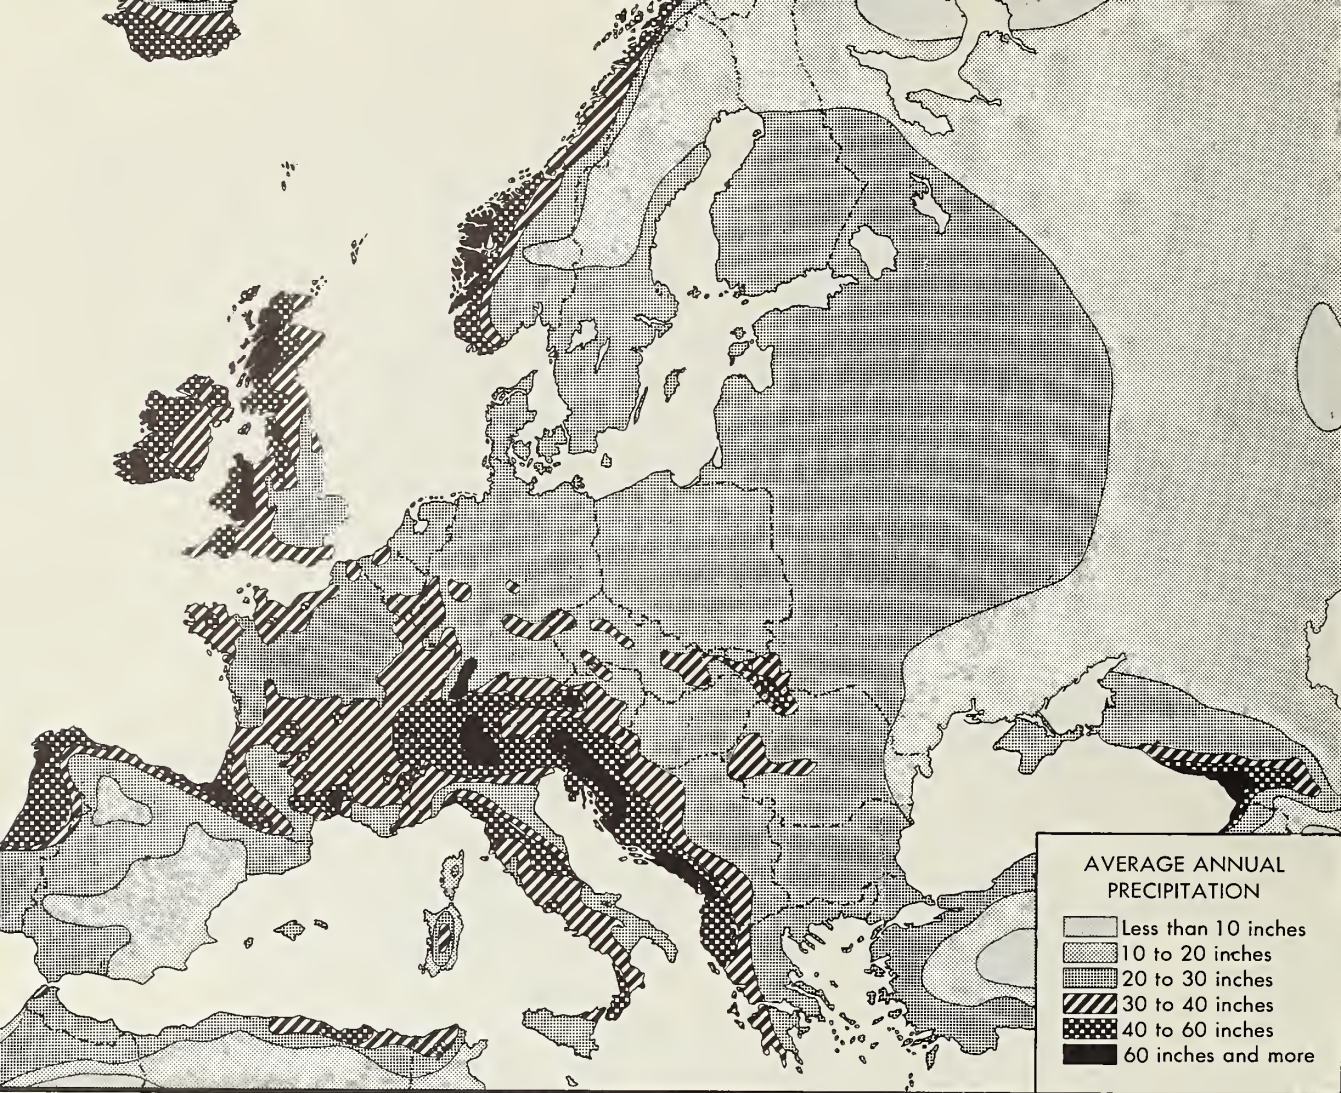 AVERAGE ANNUAL
PRECIPITATION
Less than 10 inches
10 to 20 inches
20 to 30 inches
30 to 40 inches
40 to 60 inches
60 inches and more